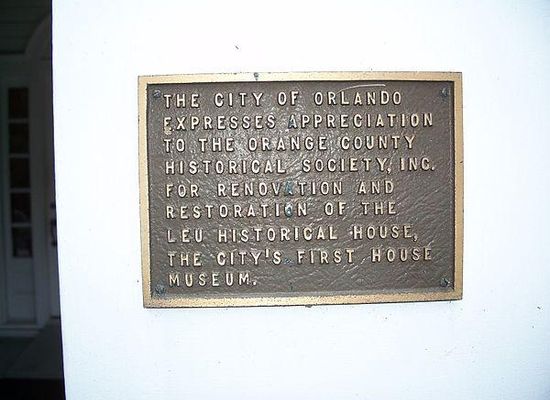 THE CITY OF ORLANDO
EXPRESSES APPRECIATION
TO THE ORANGE COUNTY
HISTORICAL SOCIETY, INC.
FOR RENOVATION AND
RESTORATION OF THE
LEU HISTORICAL HOUSE,
THE CITY'S FIRST HOUSE
MUSEUM.